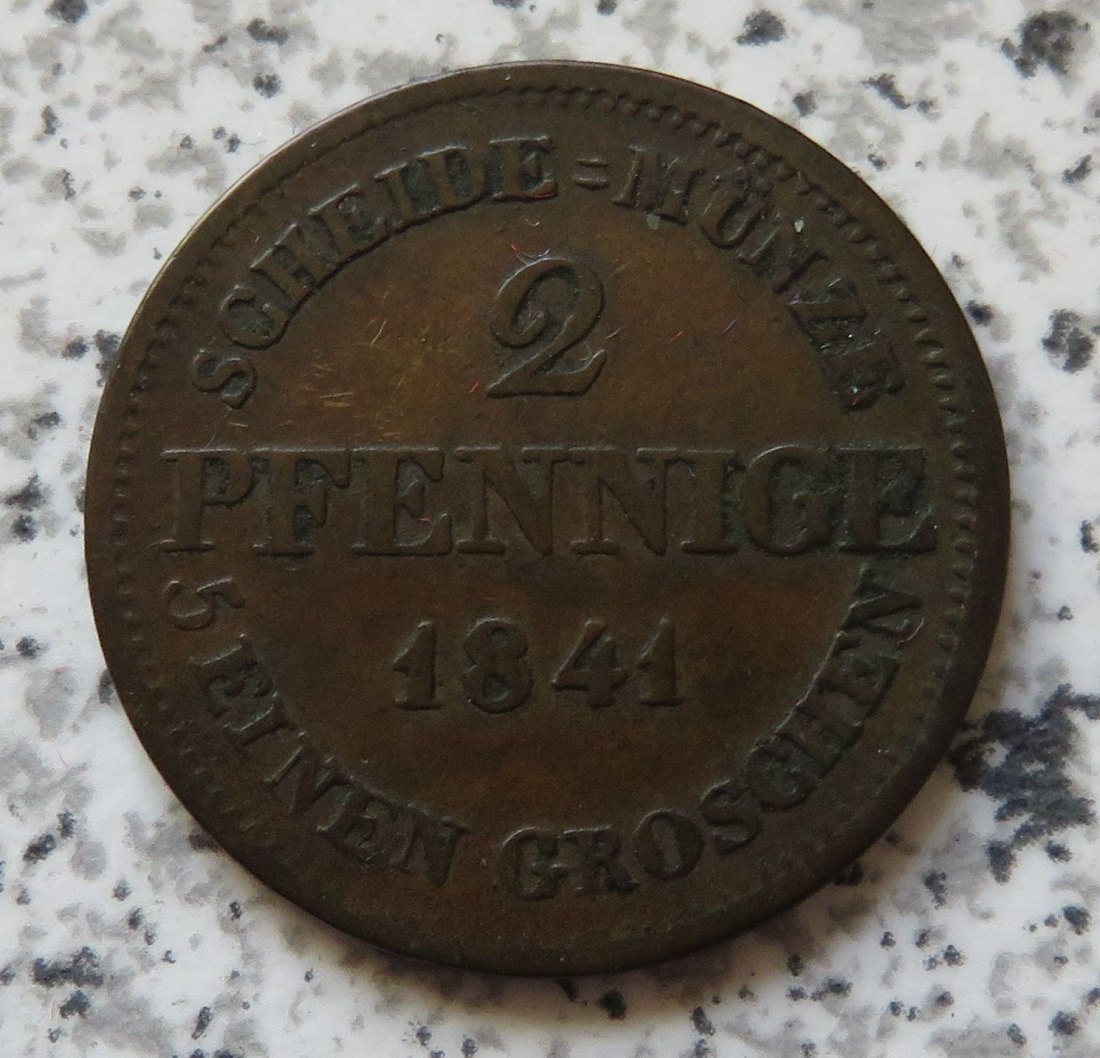 SCHEIDE=MÜNZE
2
PFENNIGE
1841
5 EINEN GROSCHEN